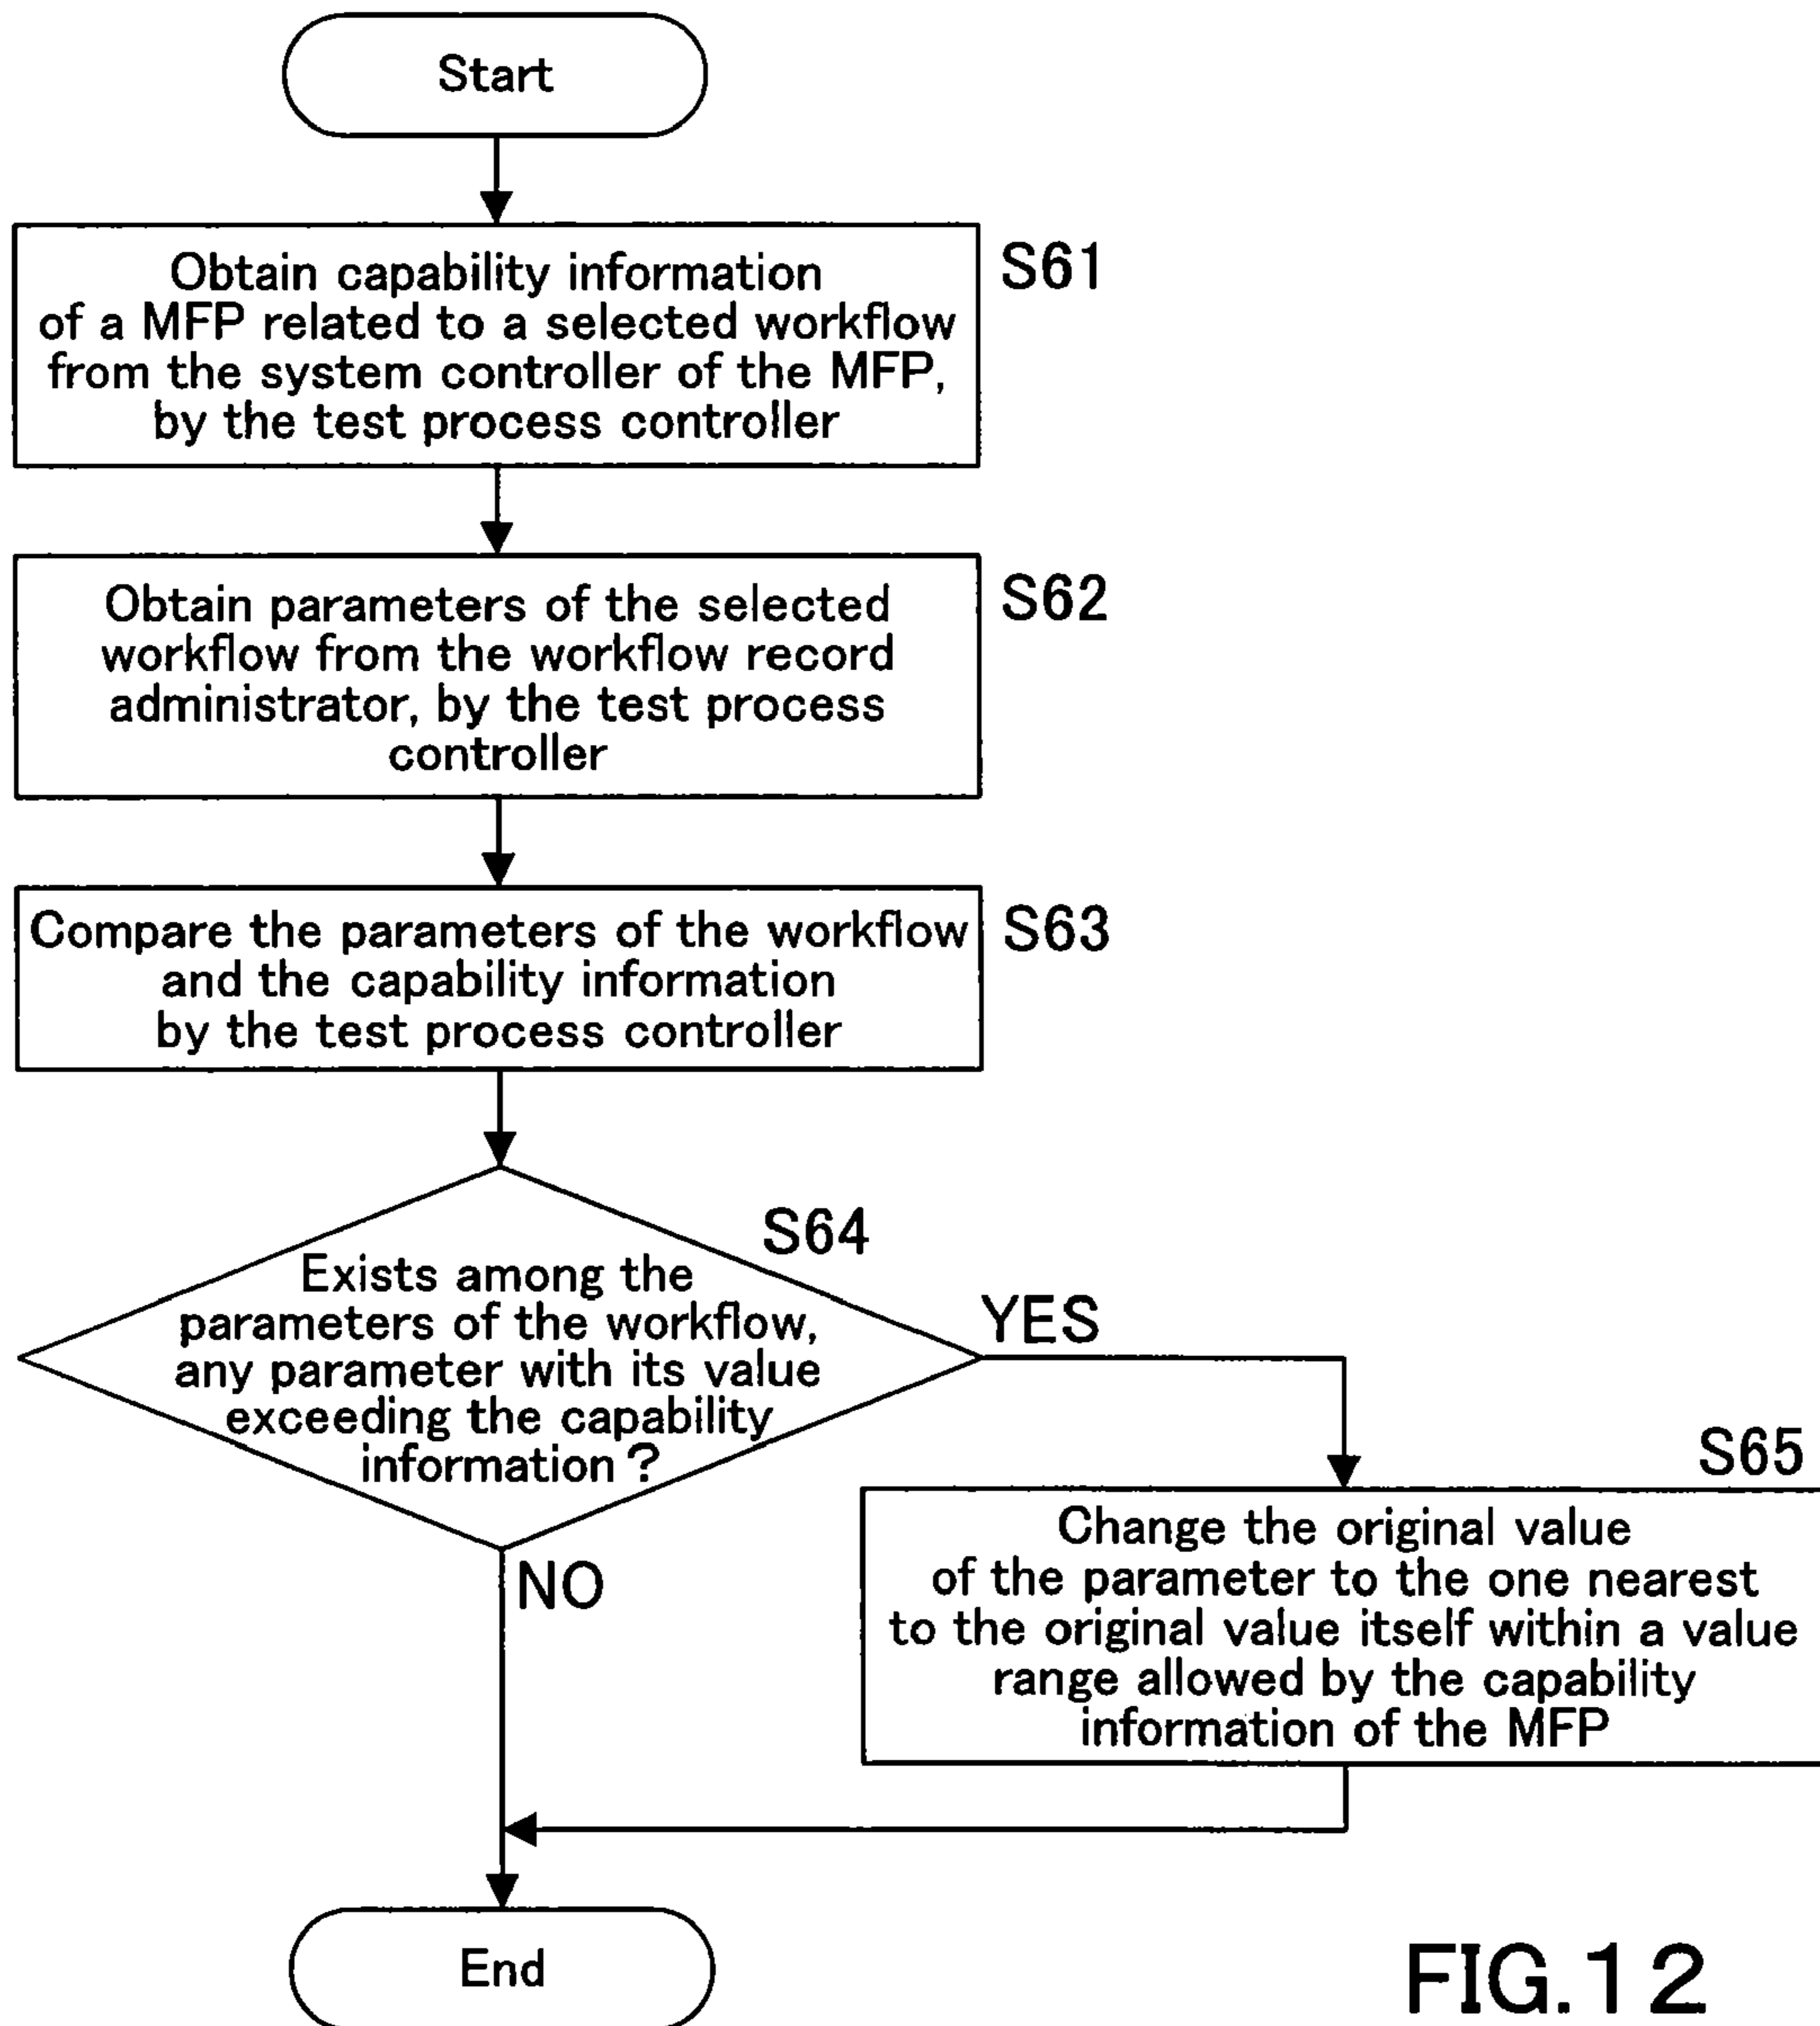 Start
Obtain capability information
of a MFP related to a selected workflow
from the system controller of the MFP,
by the test process controller
S61
Obtain parameters of the selected
workflow from the workflow record
administrator, by the test process
controller
S62
Compare the parameters of the workflow
and the capability information
by the test process controller
S63
S64
Exists among the
parameters of the workflow,
any parameter with its value
exceeding the capability
information ?
YES
NO
S65
Change the original value
of the parameter to the one nearest
to the original value itself within a value
range allowed by the capability
information of the MFP
End
FIG.12